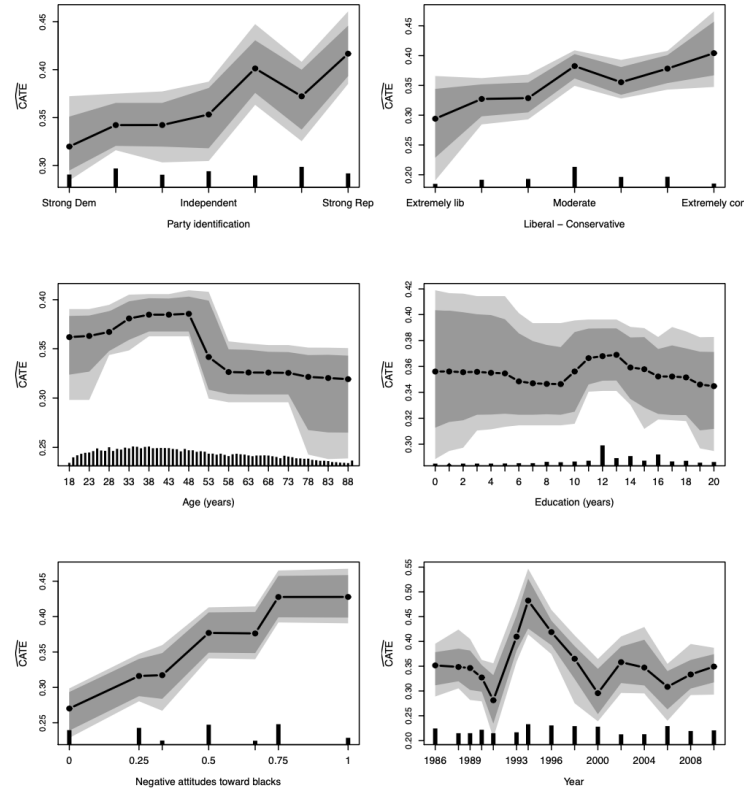 0.45
0.40
0.35
0.30
CATE
Strong Dem Independent Strong Rep
Party identification
0.45
0.40
0.35
0.30
0.25
0.20
CATE
Extremely lib Moderate Extremely con
Liberal − Conservative
0.40
0.35
0.30
0.25
CATE
18 23 28 33 38 43 48 53 58 63 68 73 78 83 88
Age (years)
0.42
0.40
0.38
0.36
0.34
0.32
0.30
CATE
0 2 4 6 8 10 12 14 16 18 20
Education (years)
0.45
0.40
0.35
0.30
0.25
CATE
0 0.25 0.5 0.75 1
Negative attitudes toward blacks
0.55
0.50
0.45
0.40
0.35
0.30
0.25
0.20
CATE
1986 1989 1993 1996 2000 2004 2008
Year